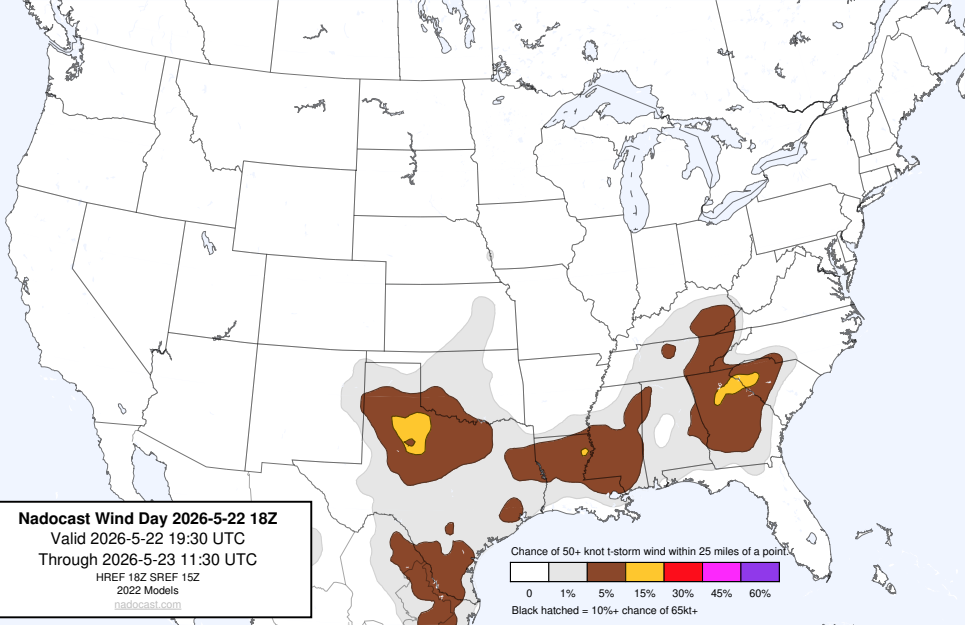 Nadocast Wind Day 2026-5-22 18Z
Valid 2026-5-22 19:30 UTC
Through 2026-5-23 11:30 UTC
HREF 18Z SREF 15Z
2022 Models
nadocast.com
Chance of 50+ knot t-storm wind within 25 miles of a point.
0 1% 5% 15% 30% 45% 60%
Black hatched = 10%+ chance of 65kt+